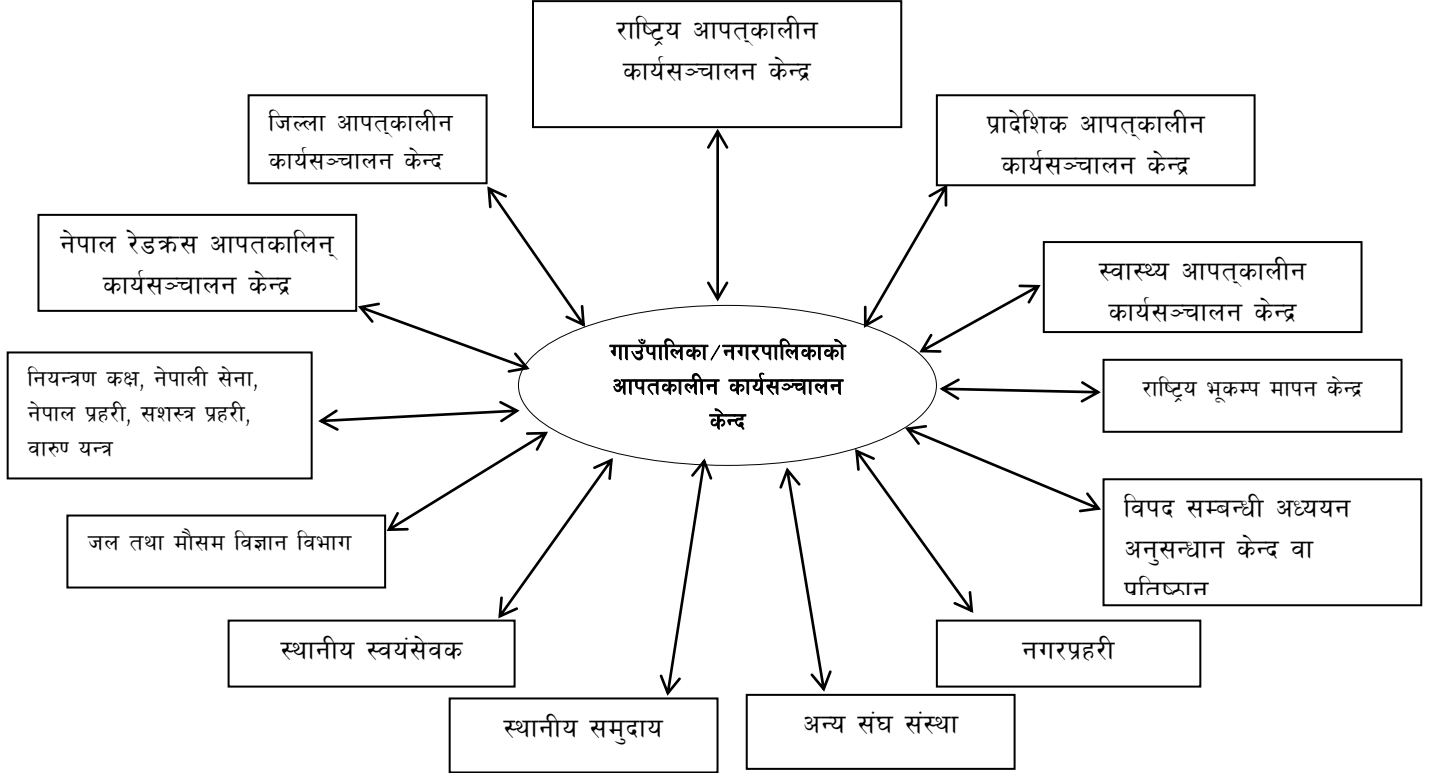 राष्ट्रिय आपत्‌कालीन
कार्यसञ्चालन केन्द्र
जिल्ला आपत्‌कालीन
कार्यसञ्चालन केन्द
प्रादेशिक आपत्‌कालीन
कार्यसञ्चालन केन्द्र
नेपाल रेडक्रस आपतकालिन्
कार्यसञ्चालन केन्द्र
स्वास्थ्य आपत्‌कालीन
कार्यसञ्चालन केन्द्र
गाउँपालिका/नगरपालिकाको
आपतकालीन कार्यसञ्चालन
केन्द
नियन्त्रण कक्ष, नेपाली सेना,
नेपाल प्रहरी, सशस्त्र प्रहरी,
वारुण यन्त्र
राष्ट्रिय भूकम्प मापन केन्द्र
जल तथा मौसम विज्ञान विभाग
विपद सम्बन्धी अध्ययन
अनुसन्धान केन्द वा
प्रतिष्ठान
स्थानीय स्वयंसेवक
नगरप्रहरी
स्थानीय समुदाय
अन्य संघ संस्था